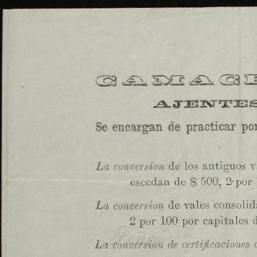 CAMACH
AJENTES
Se encargan de practicar por
La conversion de los antiguos v
escedan de $ 500, 2 por
La conversion de vales consolid
2 por 100 por capitales d
La conversion de certificaciones d